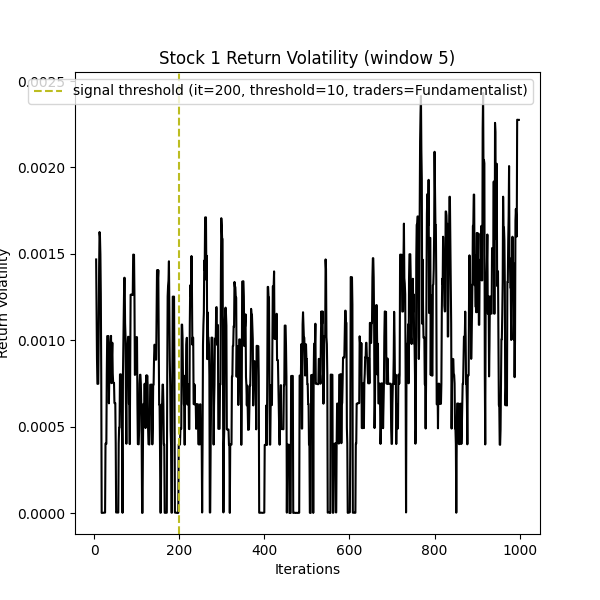 Stock 1 Return Volatility (window 5)
signal threshold (it=200, threshold=10, traders=Fundamentalist)
0.0025
0.0020
0.0015
0.0010
0.0005
0.0000
Return Volatility
0 200 400 600 800 1000
Iterations